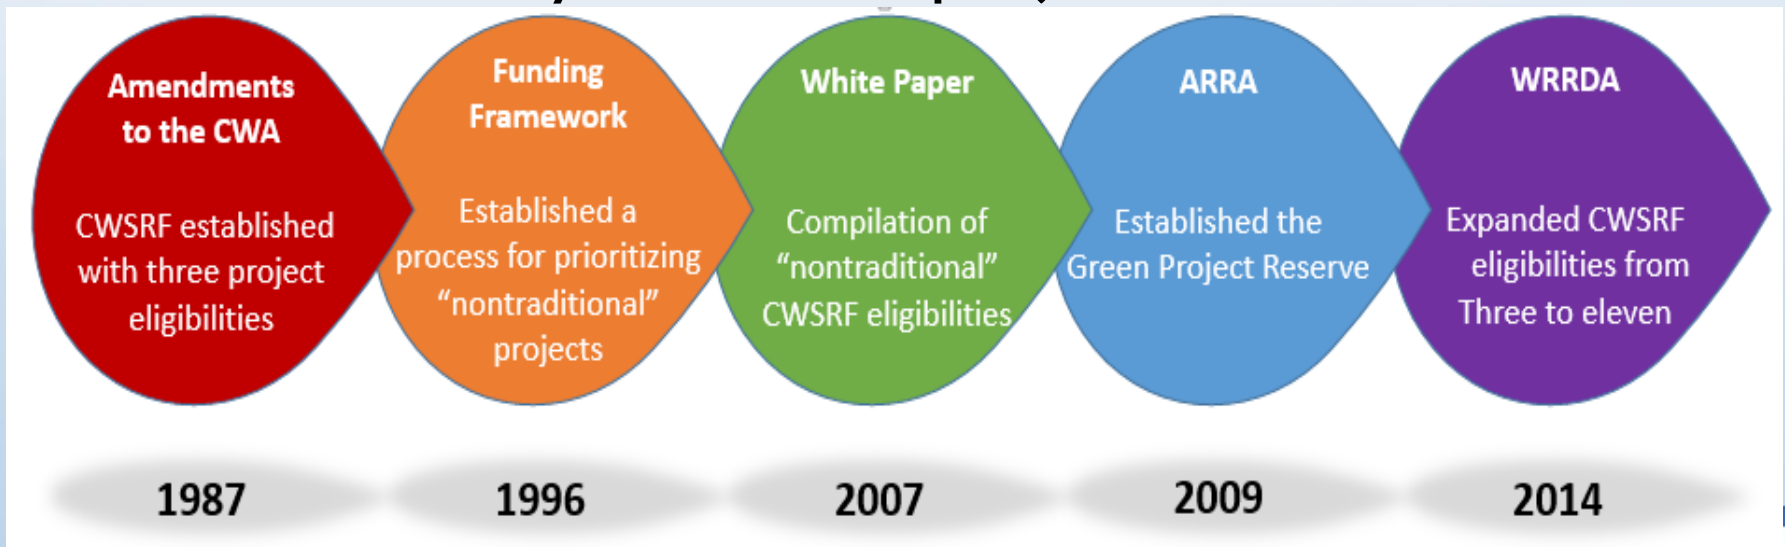 Amendments
to the CWA
CWSRF established
with three project
eligibilities
Funding
Framework
Established a
process for prioritizing
“nontraditional”
projects
White Paper
Compilation of
“nontraditional”
CWSRF eligibilities
ARRA
Established the
Green Project Reserve
WRRDA
Expanded CWSRF
eligibilities from
Three to eleven
1987
1996
2007
2009
2014